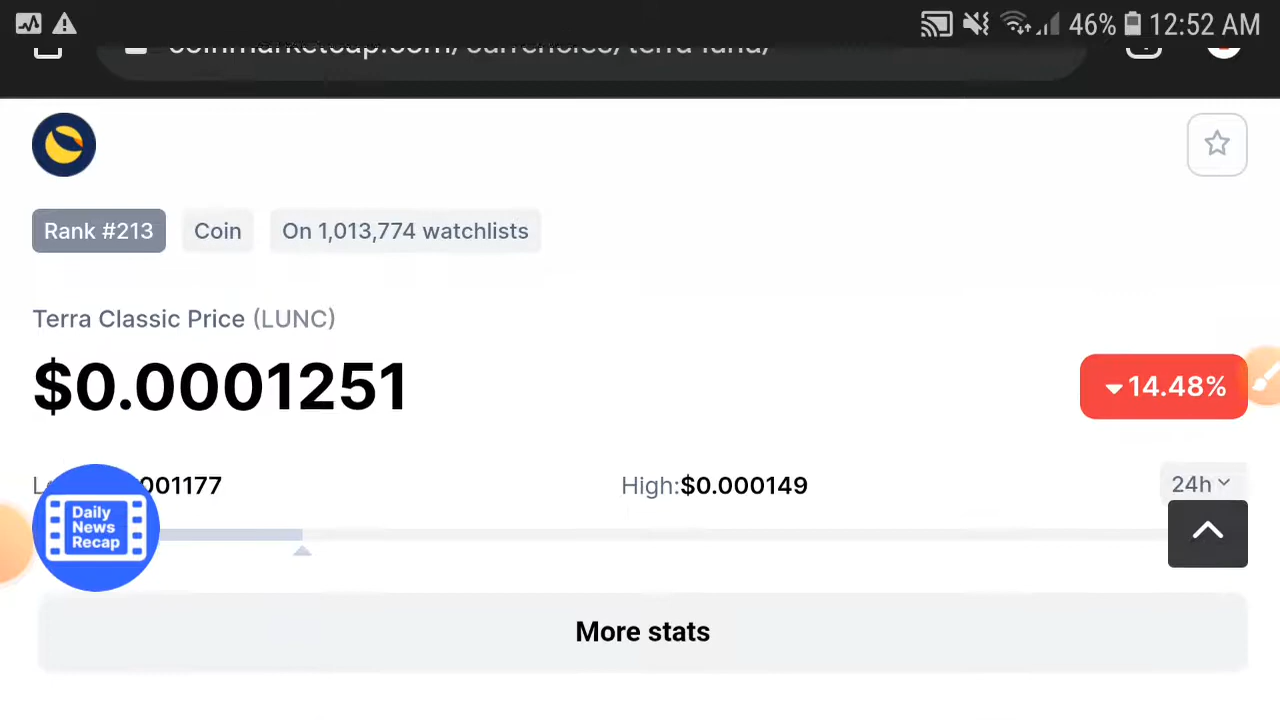 46% 12:52 AM
Rank #213 Coin On 1,013,774 watchlists
Terra Classic Price (LUNC)
$0.0001251
14.48%
001177 High:$0.000149 24h
Daily
News
Recap
More stats